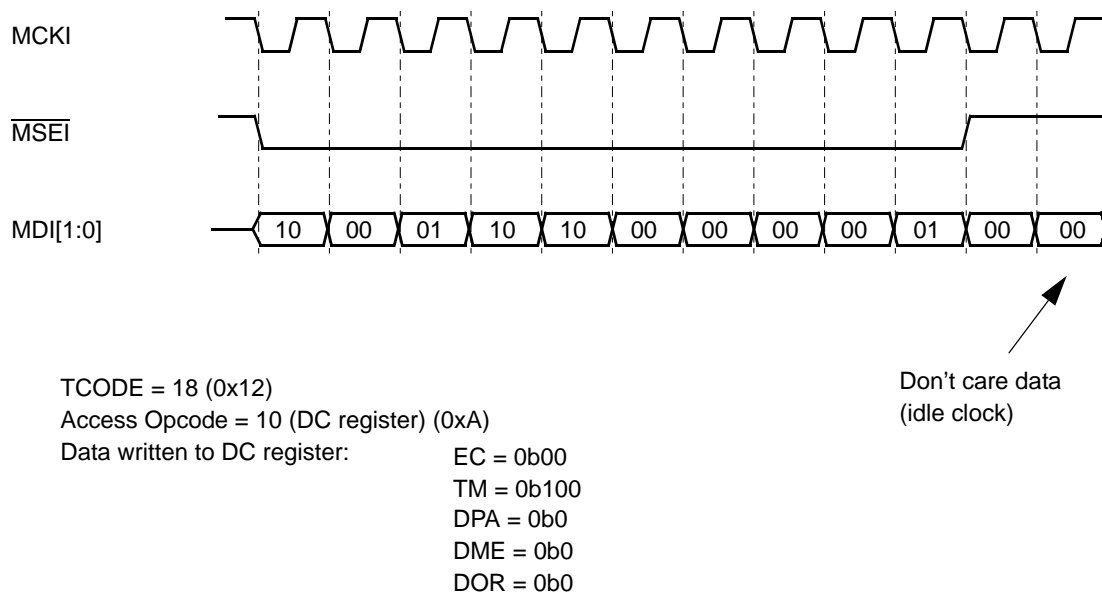 MCKI
MSEI
MDI[1:0]
10 00 01 10 10 00 00 00 00 01 00 00
Don’t care data
(idle clock)
TCODE = 18 (0x12)
Access Opcode = 10 (DC register) (0xA)
Data written to DC register:
EC = 0b00
TM = 0b100
DPA = 0b0
DME = 0b0
DOR = 0b0